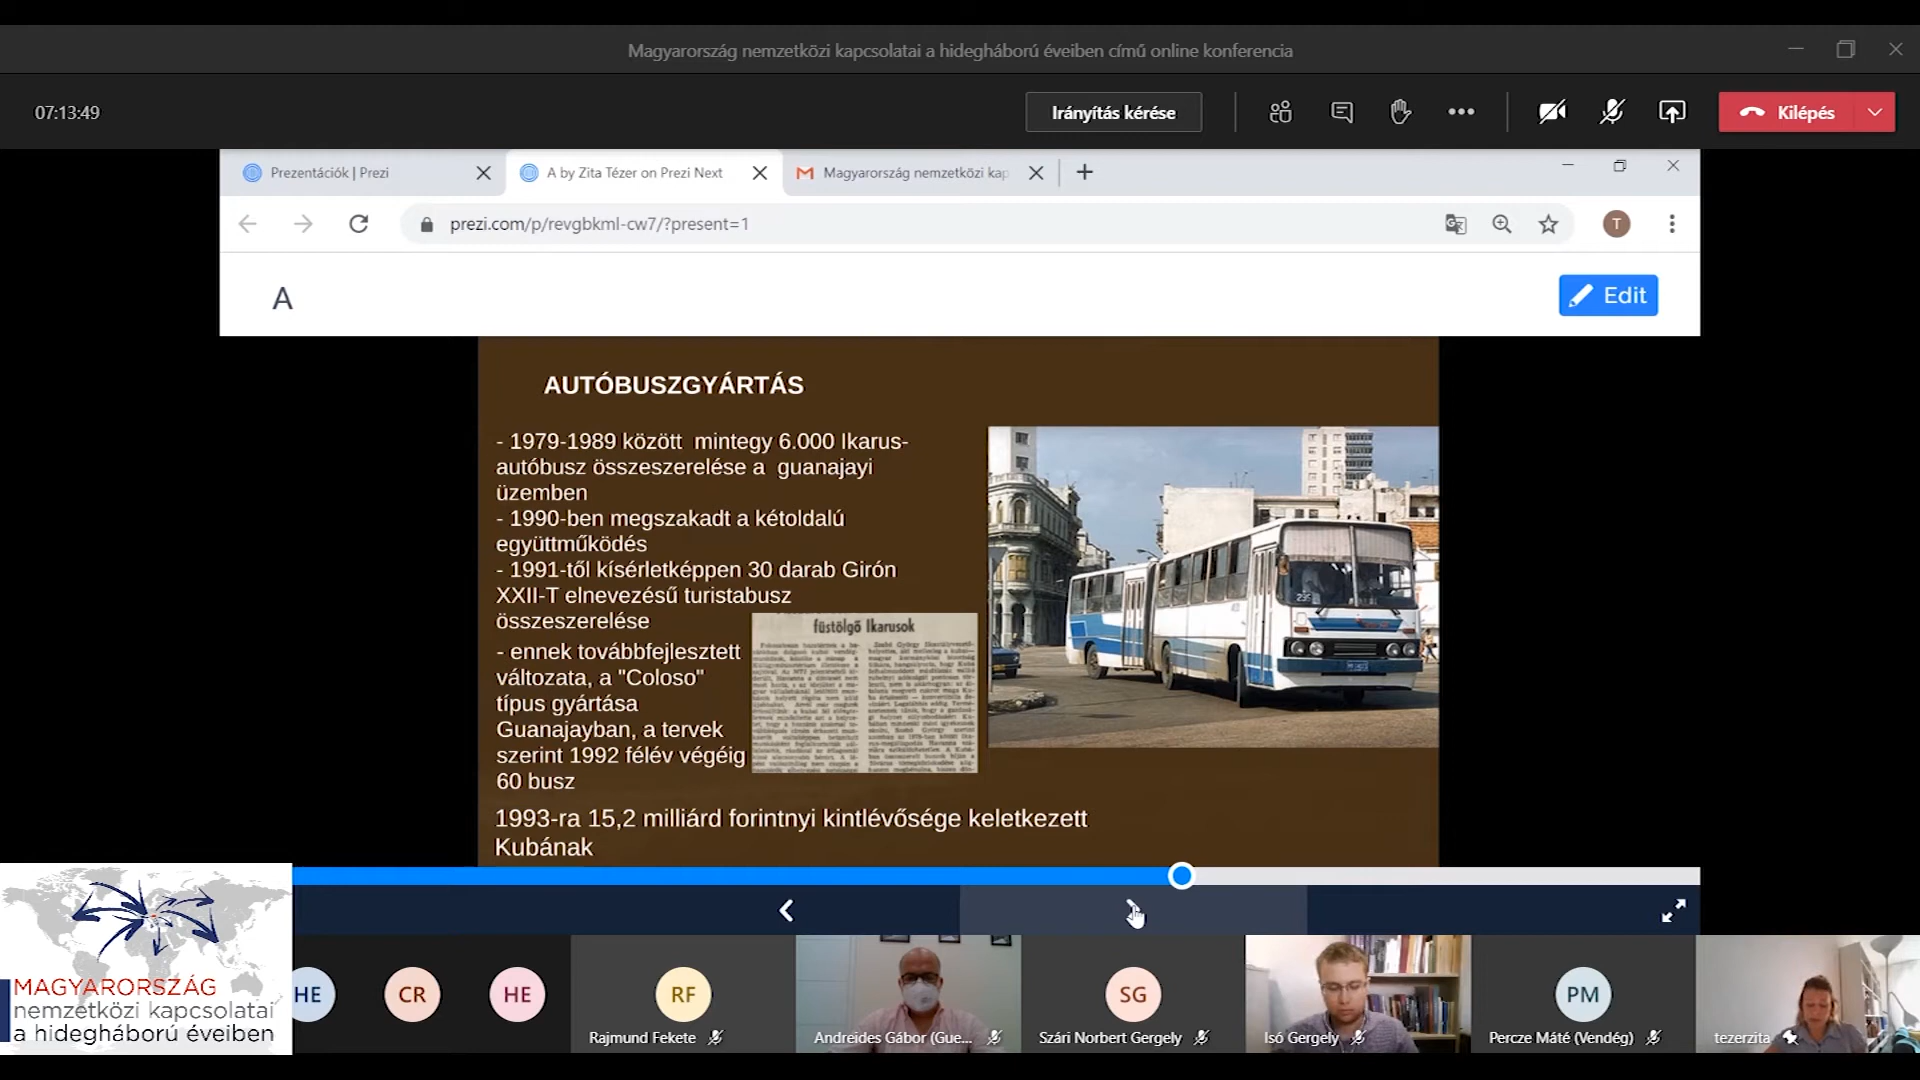 Magyarország nemzetközi kapcsolatai a hidegháború éveiben című online konferencia
07:13:49
Irányítás kérése
Kilépés
Prezentációk | Prezi
A by Zita Tézer on Prezi Next
Magyarország nemzetközi kap
prezi.com/p/revgbkml-cw7/?present=1
T
A
Edit
AUTÓBUSZGYÁRTÁS
- 1979-1989 között mintegy 6.000 Ikarus-
autóbusz összeszerelése a guanajayi
üzemben
- 1990-ben megszakadt a kétoldalú
együttműködés
- 1991-től kísérletképpen 30 darab Girón
XXII-T elnevezésű turistabusz
összeszerelése
- ennek továbbfejlesztett
változata, a "Coloso"
típus gyártása
Guanajayban, a tervek
szerint 1992 félév végéig
60 busz
füstölgő Ikarusok
1993-ra 15,2 milliárd forintnyi kintlévősége keletkezett
Kubának
MAGYARORSZÁG
nemzetközi kapcsolatai
a hidegháború éveiben
HE
CR
HE
RF
Rajmund Fekete
Andreides Gábor (Gue...
SG
Szári Norbert Gergely
Isó Gergely
PM
Percze Máté (Vendég)
tezerzita